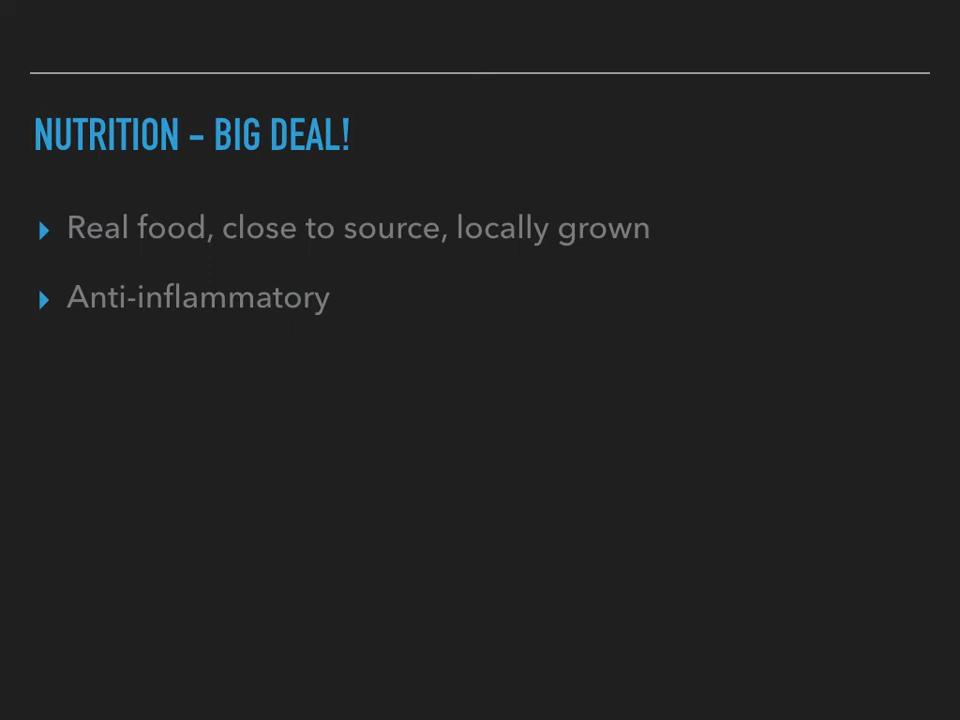 NUTRITION – BIG DEAL!
Real food, close to source, locally grown
Anti-inflammatory